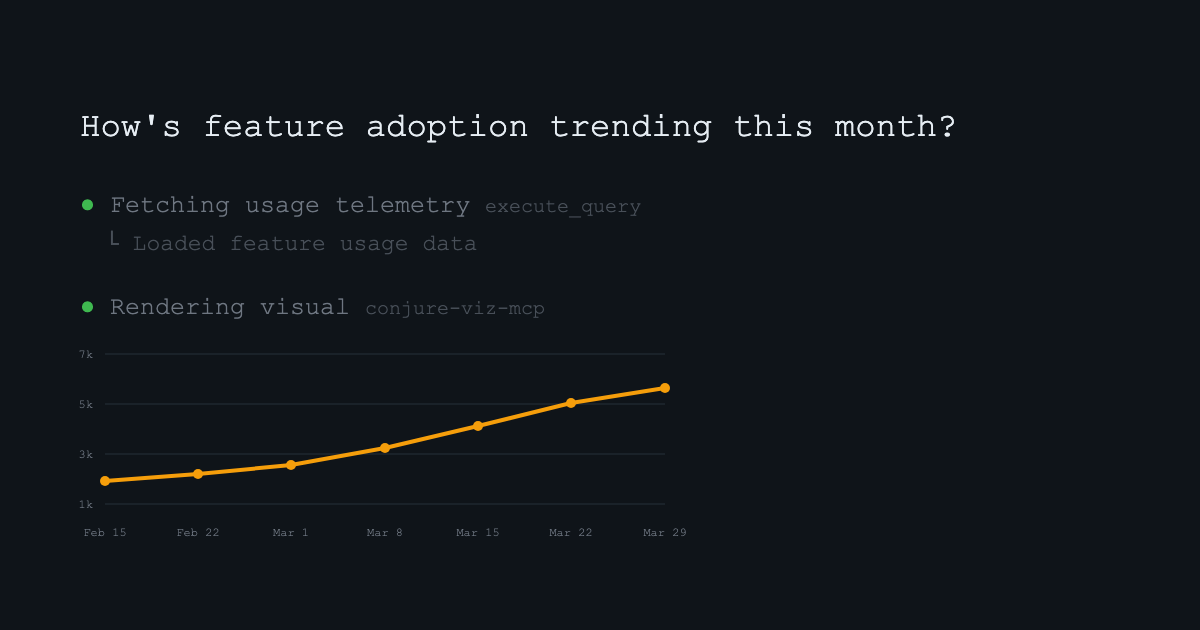 How's feature adoption trending this month?
Fetching usage telemetry execute_query
└ Loaded feature usage data
Rendering visual conjure-viz-mcp
7k
5k
3k
1k
Feb 15 Feb 22 Mar 1 Mar 8 Mar 15 Mar 22 Mar 29